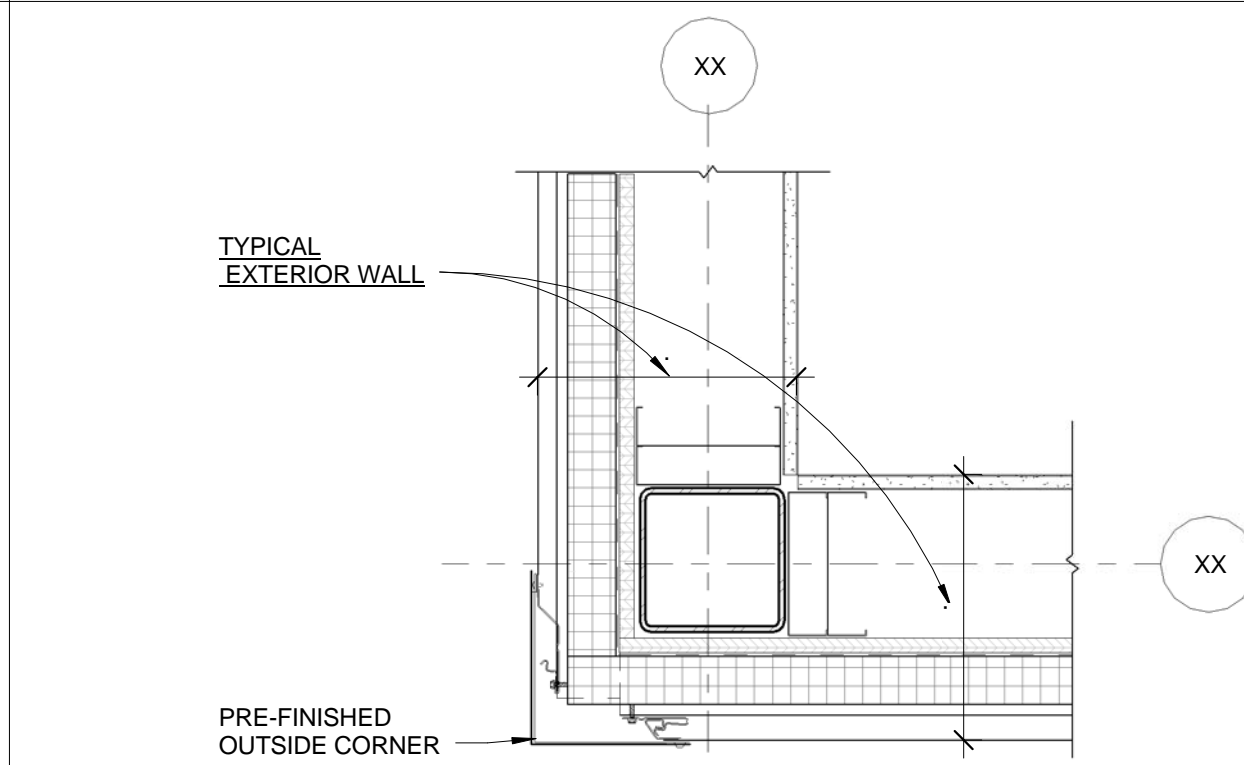 XX
TYPICAL
EXTERIOR WALL
XX
PRE-FINISHED
OUTSIDE CORNER